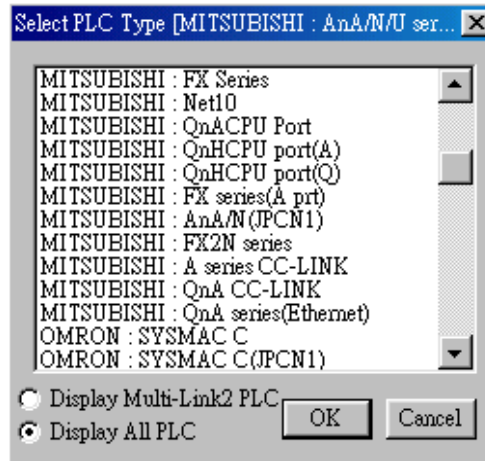 Select PLC Type [MITSUBISHI : AnA/N/U ser...
MITSUBISHI : FX Series
MITSUBISHI : Net10
MITSUBISHI : QnACPU Port
MITSUBISHI : QnHCPU port(A)
MITSUBISHI : QnHCPU port(Q)
MITSUBISHI : FX series(A prt)
MITSUBISHI : AnA/N(JPCN1)
MITSUBISHI : FX2N series
MITSUBISHI : A series CC-LINK
MITSUBISHI : QnA CC-LINK
MITSUBISHI : QnA series(Ethernet)
OMRON : SYSMAC C
OMRON : SYSMAC C(JPCN1)
Display Multi-Link2 PLC
Display All PLC
OK
Cancel